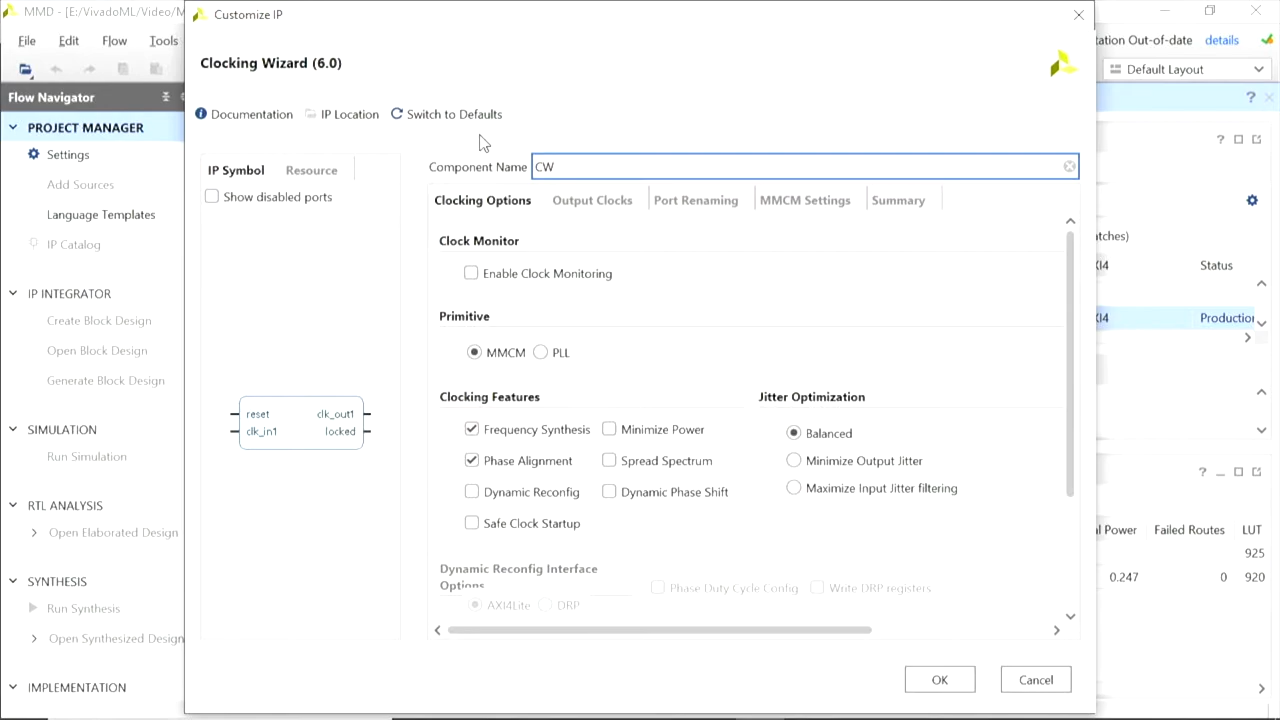 MMD - [E:/VivadoML/Video/M
Customize IP
File Edit Flow Tools
Clocking Wizard (6.0)
tation Out-of-date details
Default Layout
Flow Navigator
?
Documentation IP Location Switch to Defaults
PROJECT MANAGER
Settings
Add Sources
Language Templates
IP Catalog
IP INTEGRATOR
Create Block Design
Open Block Design
Generate Block Design
SIMULATION
Run Simulation
RTL ANALYSIS
Open Elaborated Design
SYNTHESIS
Run Synthesis
Open Synthesized Design
IMPLEMENTATION
IP Symbol Resource
Show disabled ports
reset clk_out1
clk_in1 locked
Component Name CW
Clocking Options Output Clocks Port Renaming MMCM Settings Summary
Clock Monitor
Enable Clock Monitoring
Primitive
MMCM PLL
Clocking Features
Frequency Synthesis Minimize Power
Phase Alignment Spread Spectrum
Dynamic Reconfig Dynamic Phase Shift
Safe Clock Startup
Jitter Optimization
Balanced
Minimize Output Jitter
Maximize Input Jitter filtering
Dynamic Reconfig Interface
Options
AXI4Lite DRP
Phase Duty Cycle Config Write DRP registers
OK Cancel
?
atches)
XI4 Status
XI4 Production
?
al Power Failed Routes LUT
925
0.247 0 920